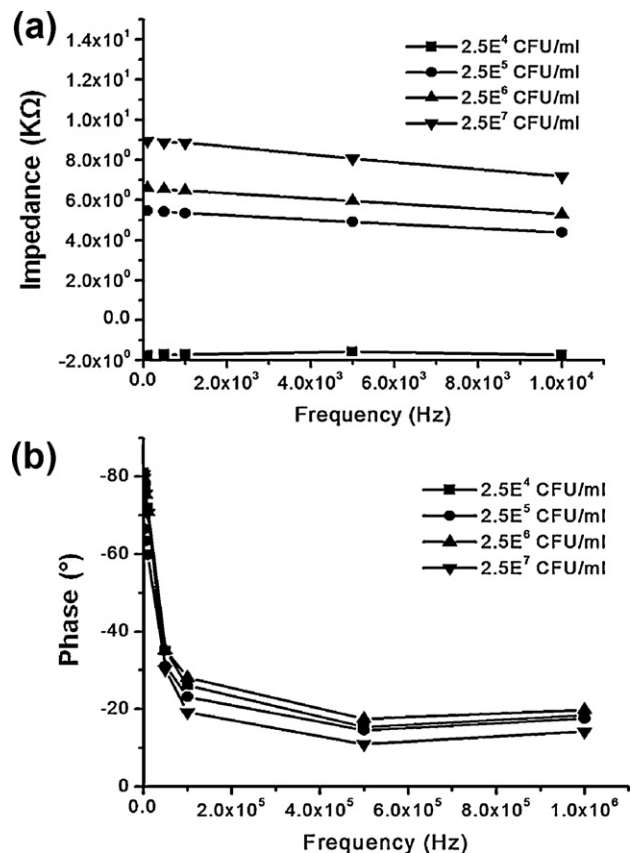 (a)
1.4x10¹
1.2x10¹
1.0x10¹
8.0x10⁰
6.0x10⁰
4.0x10⁰
2.0x10⁰
0.0
-2.0x10⁰
Impedance (KΩ)
2.5E⁴ CFU/ml
2.5E⁵ CFU/ml
2.5E⁶ CFU/ml
2.5E⁷ CFU/ml
0.0 2.0x10³ 4.0x10³ 6.0x10³ 8.0x10³ 1.0x10⁴
Frequency (Hz)
(b)
-80
-60
-40
-20
0
Phase (°)
2.5E⁴ CFU/ml
2.5E⁵ CFU/ml
2.5E⁶ CFU/ml
2.5E⁷ CFU/ml
0.0 2.0x10⁵ 4.0x10⁵ 6.0x10⁵ 8.0x10⁵ 1.0x10⁶
Frequency (Hz)